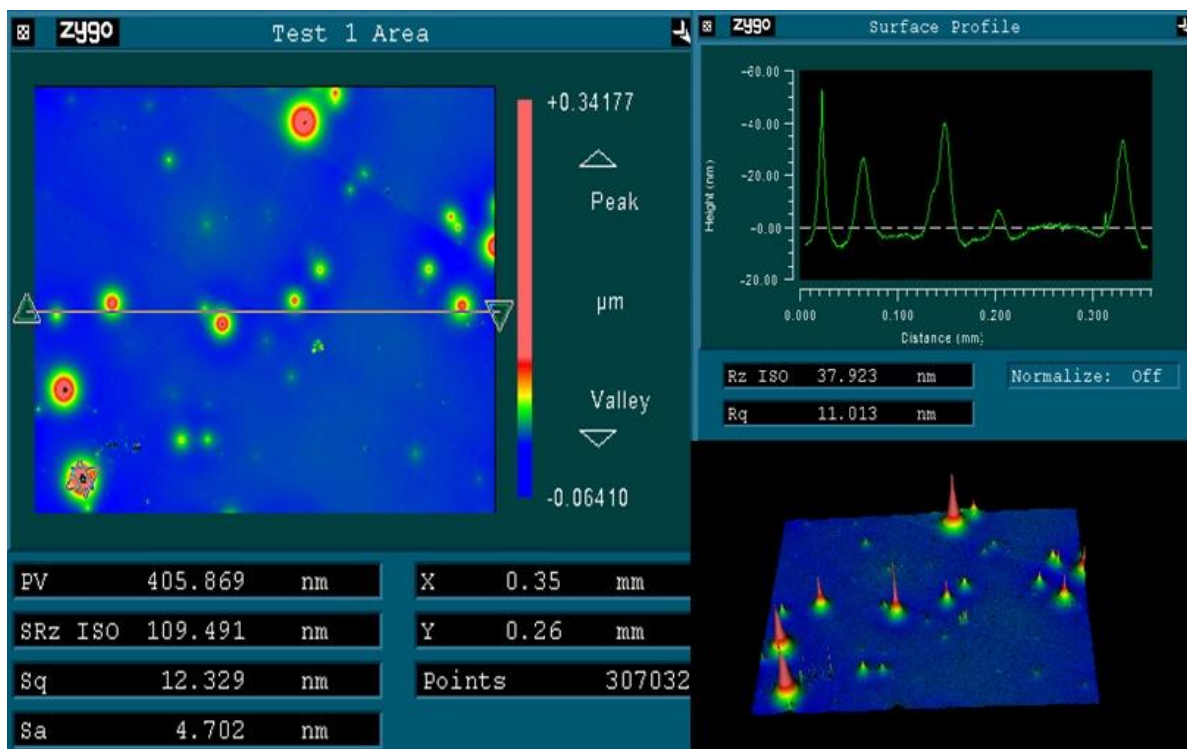 zygo Test 1 Area
+0.34177
Peak
µm
Valley
-0.06410
PV 405.869 nm
SRz ISO 109.491 nm
Sq 12.329 nm
Sa 4.702 nm
X 0.35 mm
Y 0.26 mm
Points 307032
zygo Surface Profile
Height (nm)
-60.00
-40.00
-20.00
-0.00
-20.00
0.000 0.100 0.200 0.300
Distance (mm)
Rz ISO 37.923 nm
Rq 11.013 nm
Normalize: Off